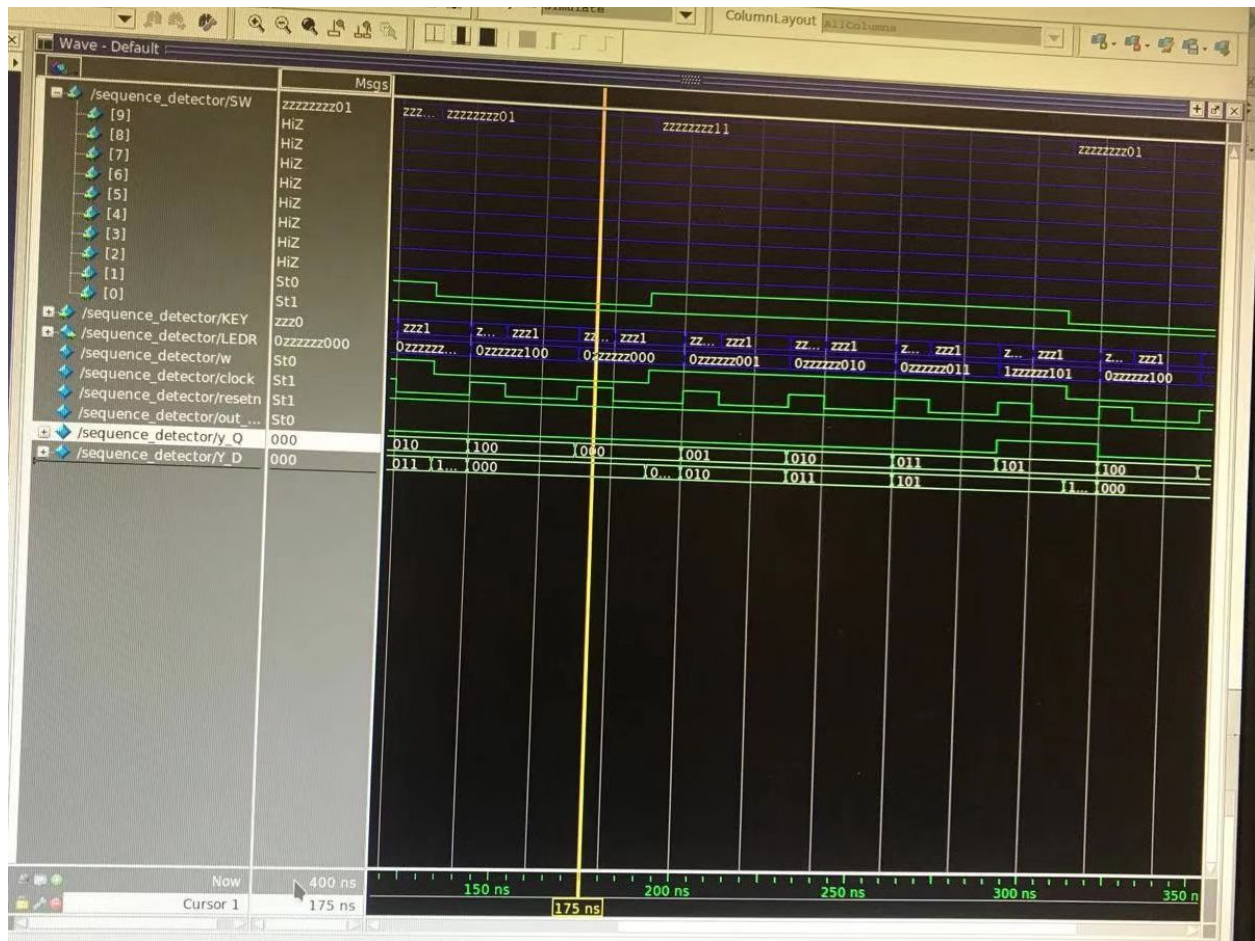 Simulate
ColumnLayout AllColumns
Wave - Default
Msgs
/sequence_detector/SW zzzzzzzz01 zzz... zzzzzzzz01 zzzzzzzz11 zzzzzzzz01
[9] HiZ
[8] HiZ
[7] HiZ
[6] HiZ
[5] HiZ
[4] HiZ
[3] HiZ
[2] HiZ
[1] St0
[0] St1
/sequence_detector/KEY zzz0 zzz1 z... zzz1 zz... zzz1 zz... zzz1 zz... zzz1 z... zzz1 z... zzz1 z... zzz1
/sequence_detector/LEDR 0zzzzzz000 0zzzzzz... 0zzzzzz100 0zzzzzz000 0zzzzzz001 0zzzzzz010 0zzzzzz011 1zzzzzz101 0zzzzzz100
/sequence_detector/w St0
/sequence_detector/clock St1
/sequence_detector/resetn St1
/sequence_detector/out_... St0
/sequence_detector/y_Q 000 010 100 000 001 010 011 101 100
/sequence_detector/Y_D 000 011 1... 000 0... 010 011 101 1... 000
Now 400 ns 150 ns 200 ns 250 ns 300 ns 350 n
Cursor 1 175 ns 175 ns